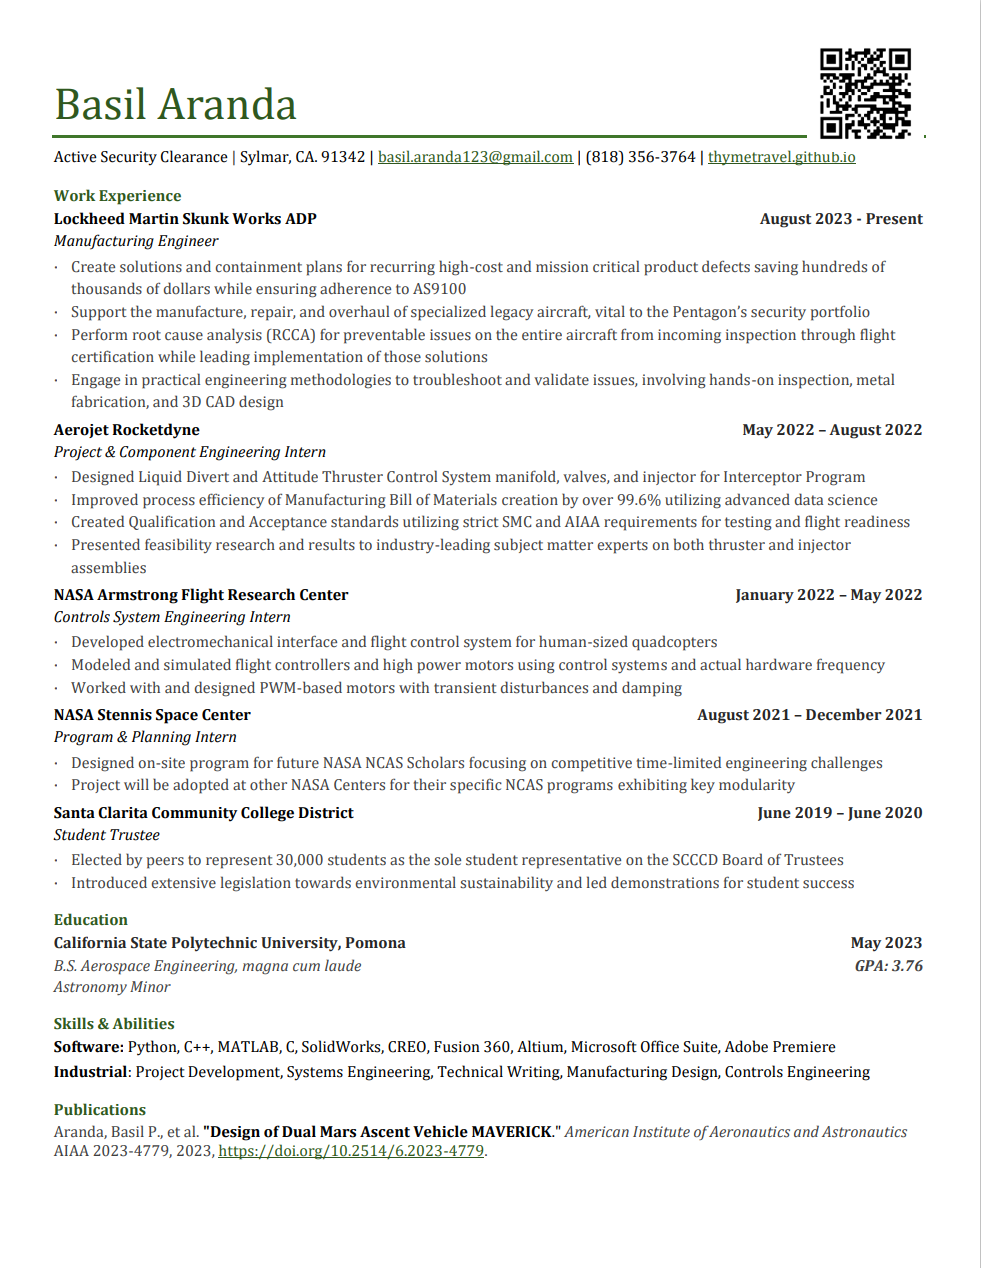 Basil Aranda
Active Security Clearance | Sylmar, CA. 91342 | basil.aranda123@gmail.com | (818) 356-3764 | thymetravel.github.io
Work Experience
Lockheed Martin Skunk Works ADP August 2023 - Present
Manufacturing Engineer
· Create solutions and containment plans for recurring high-cost and mission critical product defects saving hundreds of
thousands of dollars while ensuring adherence to AS9100
· Support the manufacture, repair, and overhaul of specialized legacy aircraft, vital to the Pentagon’s security portfolio
· Perform root cause analysis (RCCA) for preventable issues on the entire aircraft from incoming inspection through flight
certification while leading implementation of those solutions
· Engage in practical engineering methodologies to troubleshoot and validate issues, involving hands-on inspection, metal
fabrication, and 3D CAD design
Aerojet Rocketdyne May 2022 – August 2022
Project & Component Engineering Intern
· Designed Liquid Divert and Attitude Thruster Control System manifold, valves, and injector for Interceptor Program
· Improved process efficiency of Manufacturing Bill of Materials creation by over 99.6% utilizing advanced data science
· Created Qualification and Acceptance standards utilizing strict SMC and AIAA requirements for testing and flight readiness
· Presented feasibility research and results to industry-leading subject matter experts on both thruster and injector
assemblies
NASA Armstrong Flight Research Center January 2022 – May 2022
Controls System Engineering Intern
· Developed electromechanical interface and flight control system for human-sized quadcopters
· Modeled and simulated flight controllers and high power motors using control systems and actual hardware frequency
· Worked with and designed PWM-based motors with transient disturbances and damping
NASA Stennis Space Center August 2021 – December 2021
Program & Planning Intern
· Designed on-site program for future NASA NCAS Scholars focusing on competitive time-limited engineering challenges
· Project will be adopted at other NASA Centers for their specific NCAS programs exhibiting key modularity
Santa Clarita Community College District June 2019 – June 2020
Student Trustee
· Elected by peers to represent 30,000 students as the sole student representative on the SCCCD Board of Trustees
· Introduced extensive legislation towards environmental sustainability and led demonstrations for student success
Education
California State Polytechnic University, Pomona May 2023
B.S. Aerospace Engineering, magna cum laude GPA: 3.76
Astronomy Minor
Skills & Abilities
Software: Python, C++, MATLAB, C, SolidWorks, CREO, Fusion 360, Altium, Microsoft Office Suite, Adobe Premiere
Industrial: Project Development, Systems Engineering, Technical Writing, Manufacturing Design, Controls Engineering
Publications
Aranda, Basil P., et al. "Design of Dual Mars Ascent Vehicle MAVERICK." American Institute of Aeronautics and Astronautics
AIAA 2023-4779, 2023, https://doi.org/10.2514/6.2023-4779.